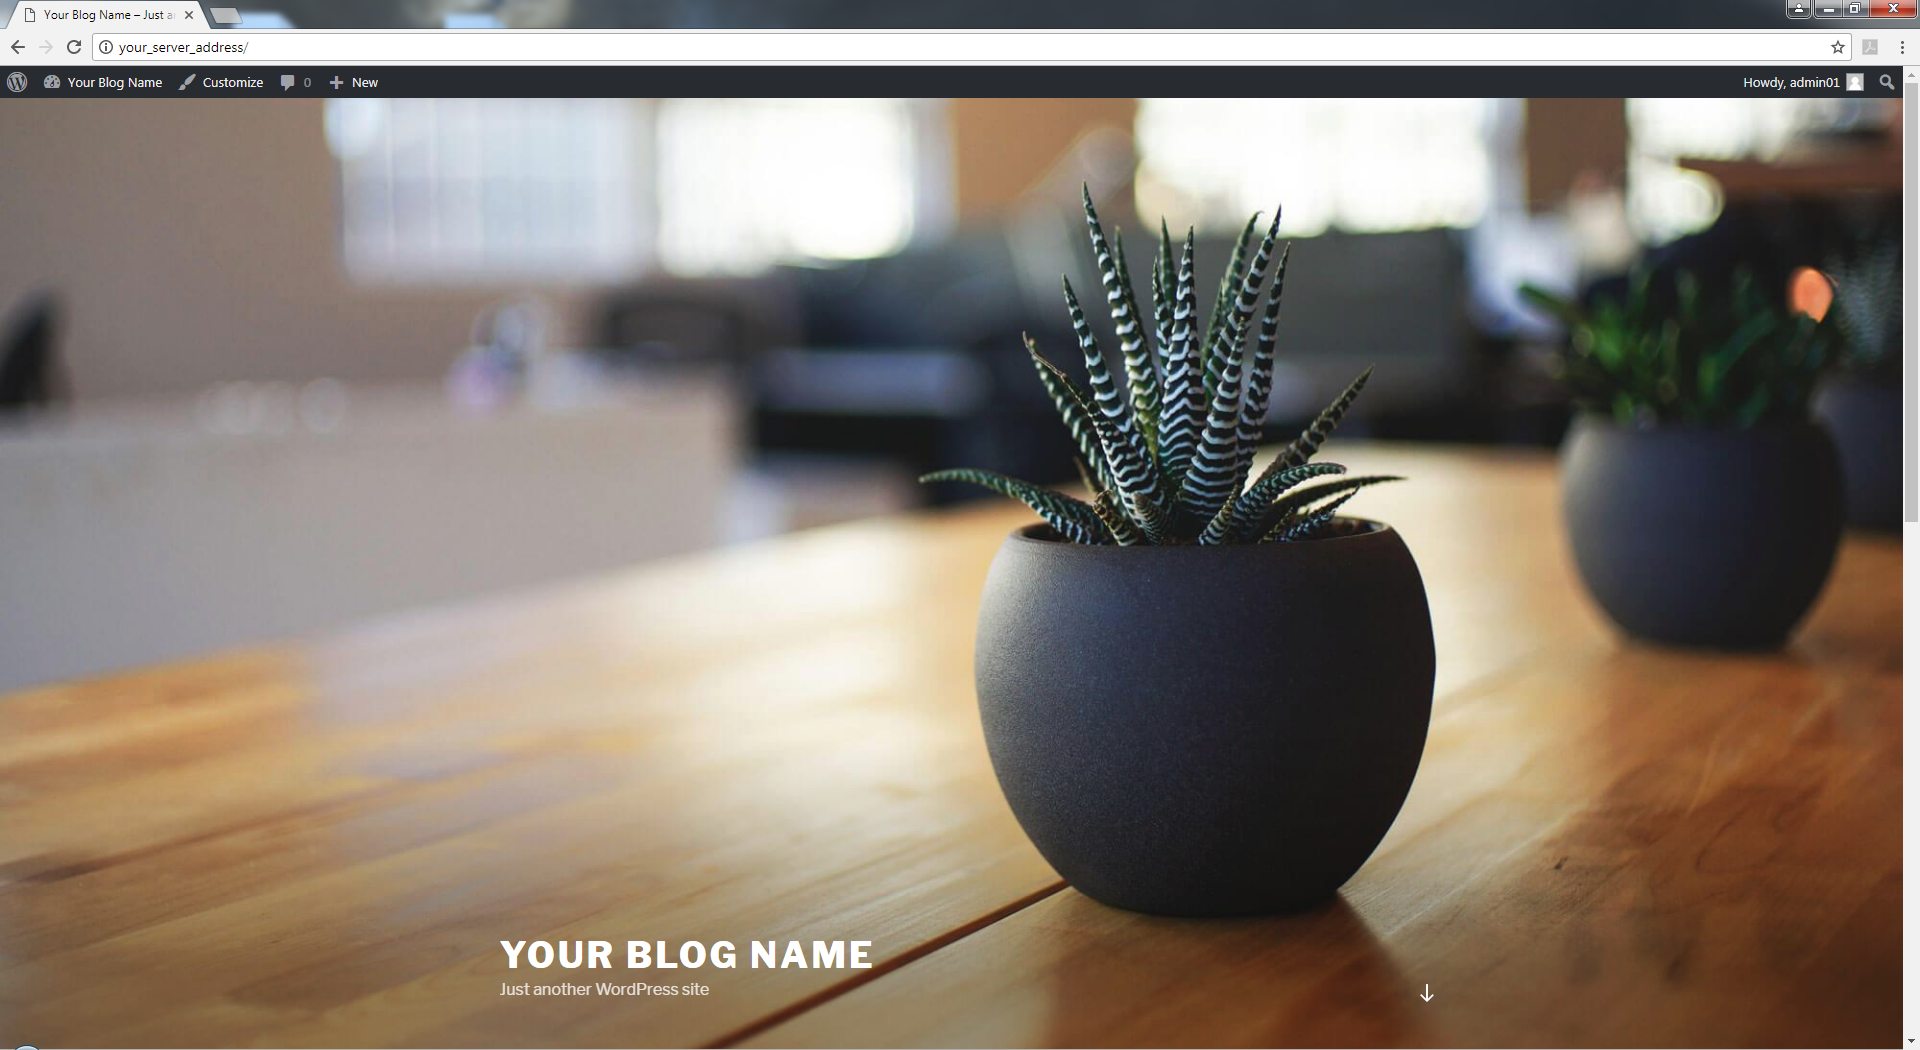 Your Blog Name – Just a
your_server_address/
Your Blog Name Customize 0 New Howdy, admin01
YOUR BLOG NAME
Just another WordPress site